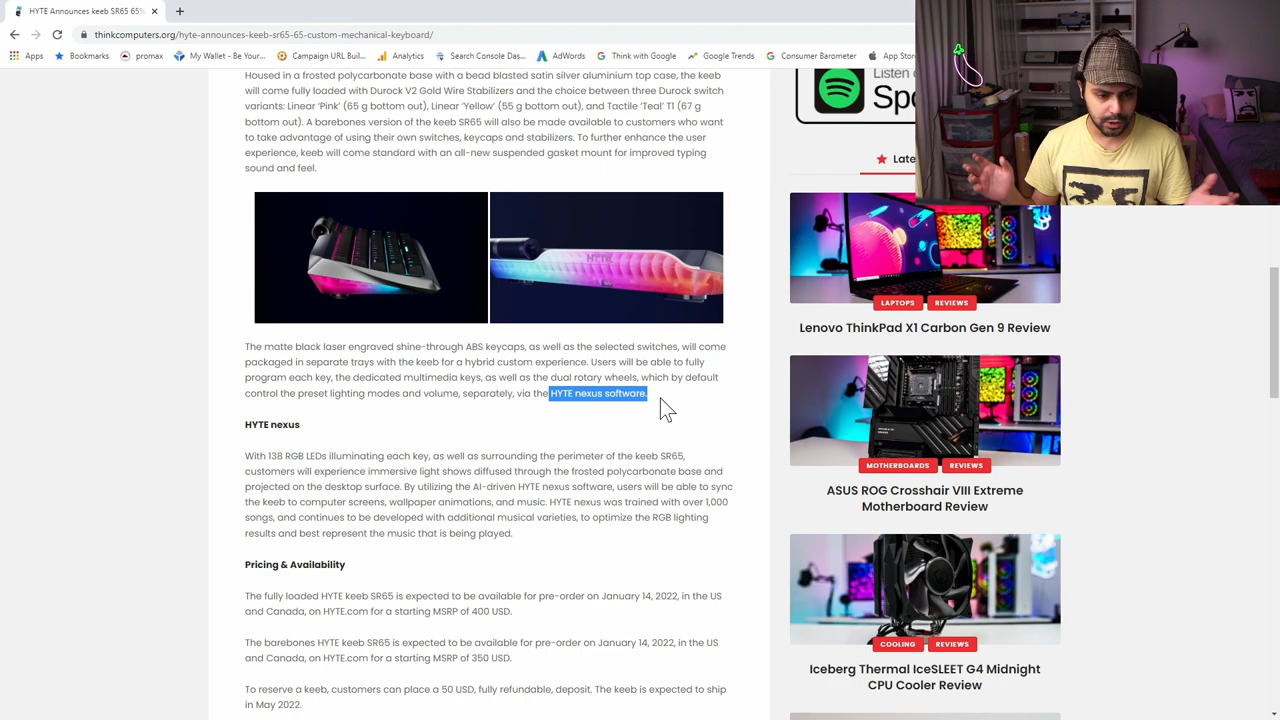 HYTE Announces keeb SR65 65%
thinkcomputers.org/hyte-announces-keeb-sr65-65-custom-mechanical-keyboard/
Apps
Bookmarks
promax
My Wallet - Be Your...
Campaign URL Buil...
Analytics
Search Console Das...
AdWords
Think with Google
Google Trends
Consumer Barometer
App Store
Housed in a frosted polycarbonate base with a bead blasted satin silver aluminium top case, the keeb
will come fully loaded with Durock V2 Gold Wire Stabilizers and the choice between three Durock switch
variants: Linear ‘Pink’ (65 g bottom out), Linear ‘Yellow’ (55 g bottom out), and Tactile ‘Teal’ T1 (67 g
bottom out). A barebones version of the keeb SR65 will also be made available to customers who want
to take advantage of using their own switches, keycaps and stabilizers. To further enhance the user
experience, keeb will come standard with an all-new suspended gasket mount for improved typing
sound and feel.
HYTE
The matte black laser engraved shine-through ABS keycaps, as well as the selected switches, will come
packaged in separate trays with the keeb for a hybrid custom experience. Users will be able to fully
program each key, the dedicated multimedia keys, as well as the dual rotary wheels, which by default
control the preset lighting modes and volume, separately, via the HYTE nexus software.
HYTE nexus
With 138 RGB LEDs illuminating each key, as well as surrounding the perimeter of the keeb SR65,
customers will experience immersive light shows diffused through the frosted polycarbonate base and
projected on the desktop surface. By utilizing the AI-driven HYTE nexus software, users will be able to sync
the keeb to computer screens, wallpaper animations, and music. HYTE nexus was trained with over 1,000
songs, and continues to be developed with additional musical varieties, to optimize the RGB lighting
results and best represent the music that is being played.
Pricing & Availability
The fully loaded HYTE keeb SR65 is expected to be available for pre-order on January 14, 2022, in the US
and Canada, on HYTE.com for a starting MSRP of 400 USD.
The barebones HYTE keeb SR65 is expected to be available for pre-order on January 14, 2022, in the US
and Canada, on HYTE.com for a starting MSRP of 350 USD.
To reserve a keeb, customers can place a 50 USD, fully refundable, deposit. The keeb is expected to ship
in May 2022.
Listen o
Spo
Late
LAPTOPS
REVIEWS
Lenovo ThinkPad X1 Carbon Gen 9 Review
MOTHERBOARDS
REVIEWS
ASUS ROG Crosshair VIII Extreme
Motherboard Review
COOLING
REVIEWS
Iceberg Thermal IceSLEET G4 Midnight
CPU Cooler Review